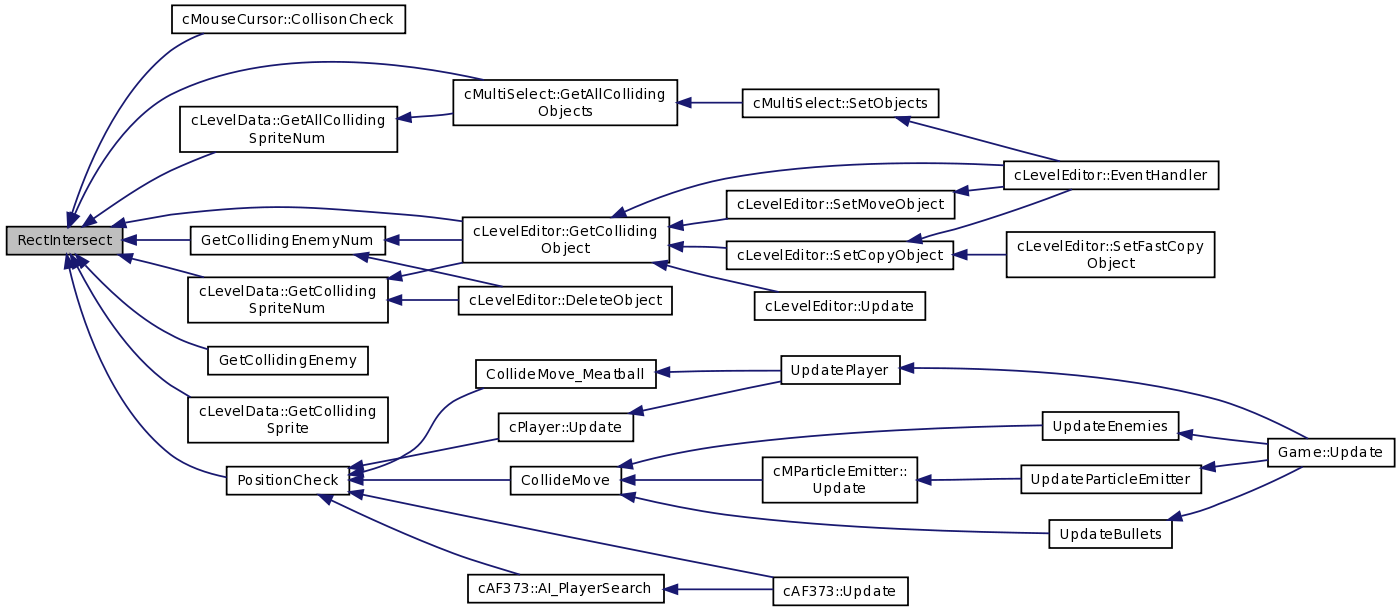 cMouseCursor::CollisonCheck
cMultiSelect::GetAllColliding
Objects
cMultiSelect::SetObjects
cLevelData::GetAllColliding
SpriteNum
cLevelEditor::EventHandler
cLevelEditor::SetMoveObject
RectIntersect
GetCollidingEnemyNum
cLevelEditor::GetColliding
Object
cLevelEditor::SetCopyObject
cLevelEditor::SetFastCopy
Object
cLevelData::GetColliding
SpriteNum
cLevelEditor::DeleteObject
cLevelEditor::Update
GetCollidingEnemy
CollideMove_Meatball
UpdatePlayer
cLevelData::GetColliding
Sprite
cPlayer::Update
UpdateEnemies
Game::Update
PositionCheck
CollideMove
cMParticleEmitter::
Update
UpdateParticleEmitter
UpdateBullets
cAF373::AI_PlayerSearch
cAF373::Update